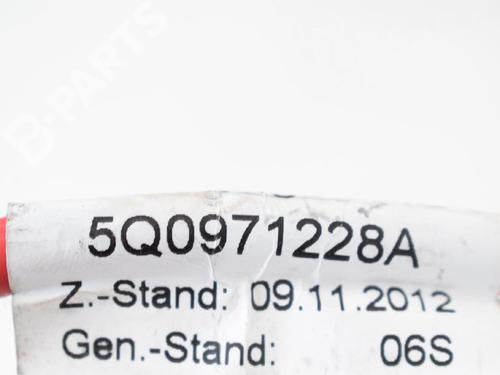 B-PARTS
5Q0971228A
Z.-Stand: 09.11.2012
Gen.-Stand: 06S